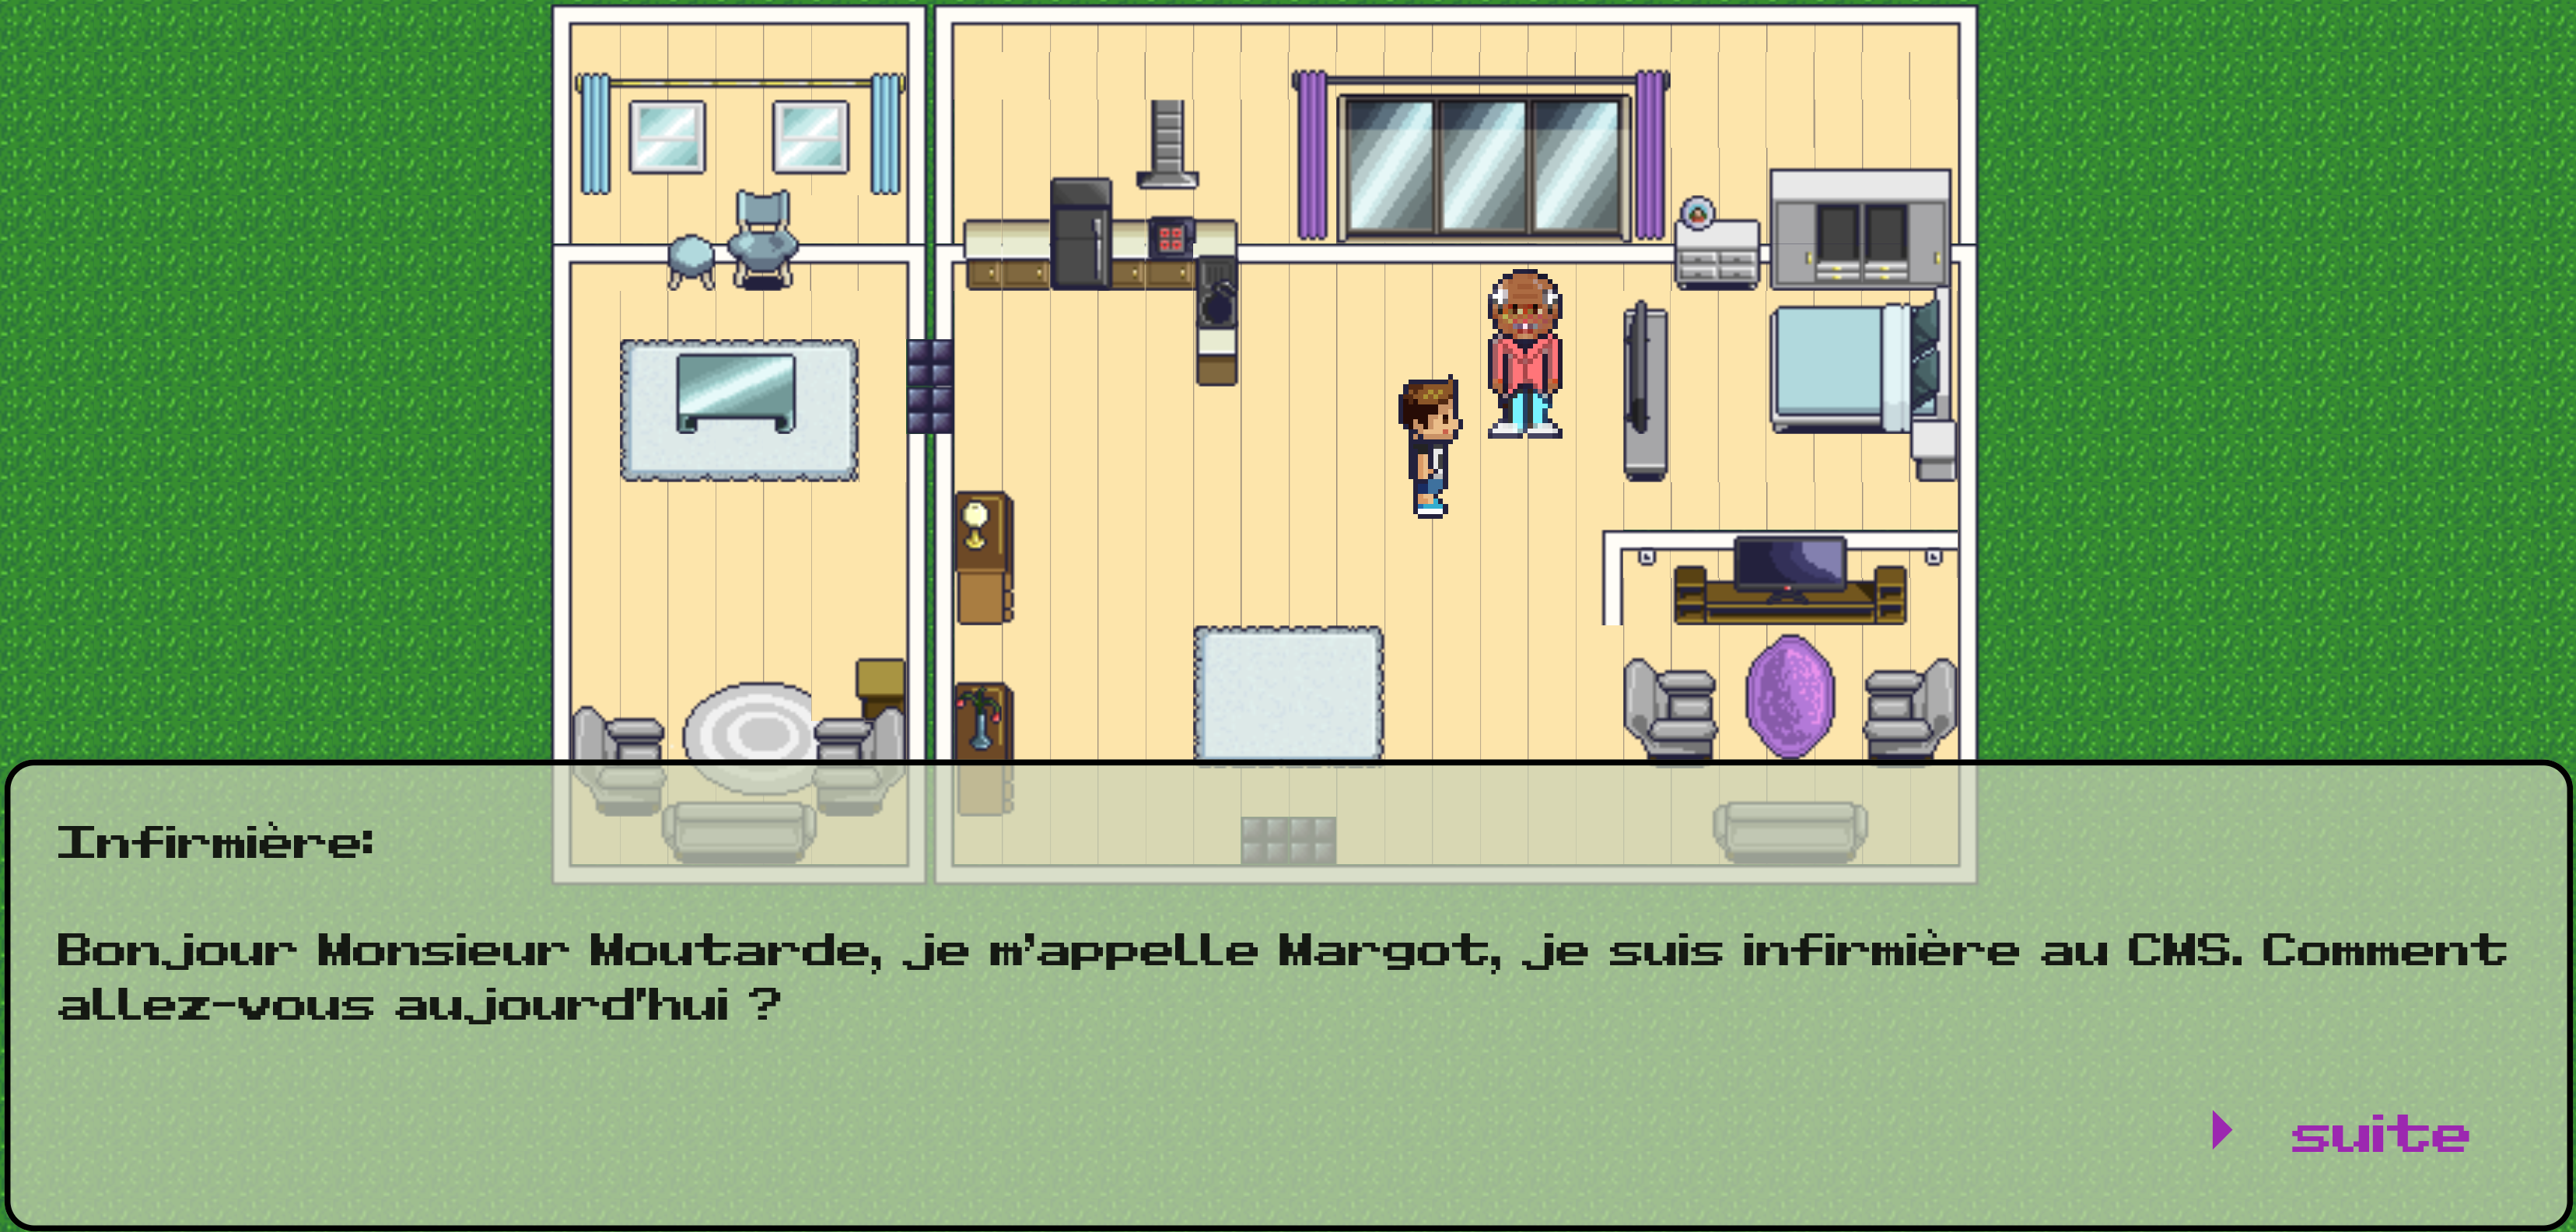 Infirmière:
Bonjour Monsieur Moutarde, je m'appelle Margot, je suis infirmière au CMS. Comment
allez-vous aujourd'hui ?
suite